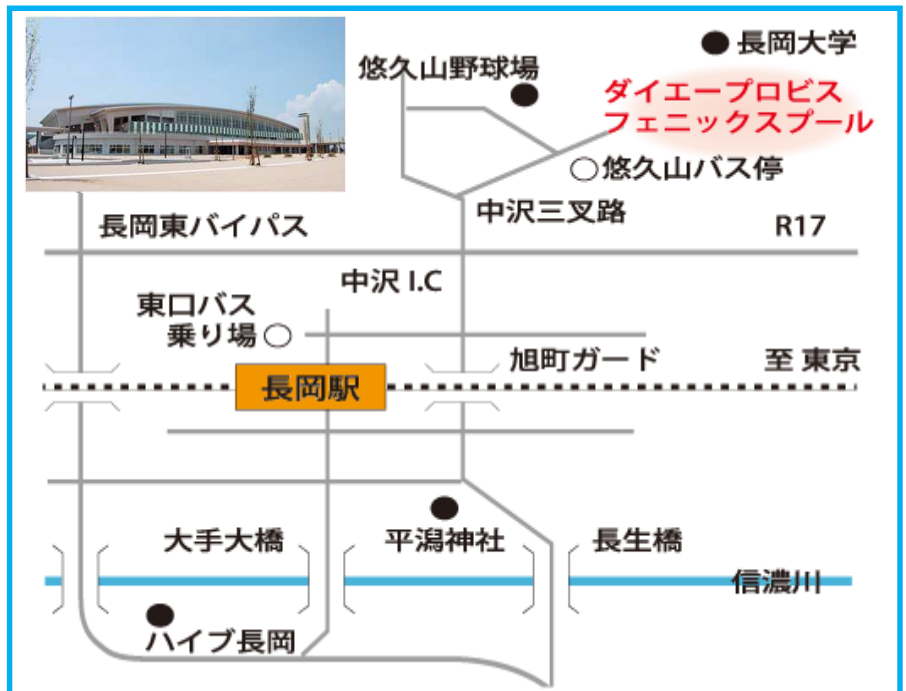 長岡大学
悠久山野球場
ダイエープロビス
フェニックスプール
悠久山バス停
中沢三叉路
長岡東バイパス
R17
中沢 I.C
東口バス
乗り場
旭町ガード
至 東京
長岡駅
大手大橋
平潟神社
長生橋
信濃川
ハイブ長岡